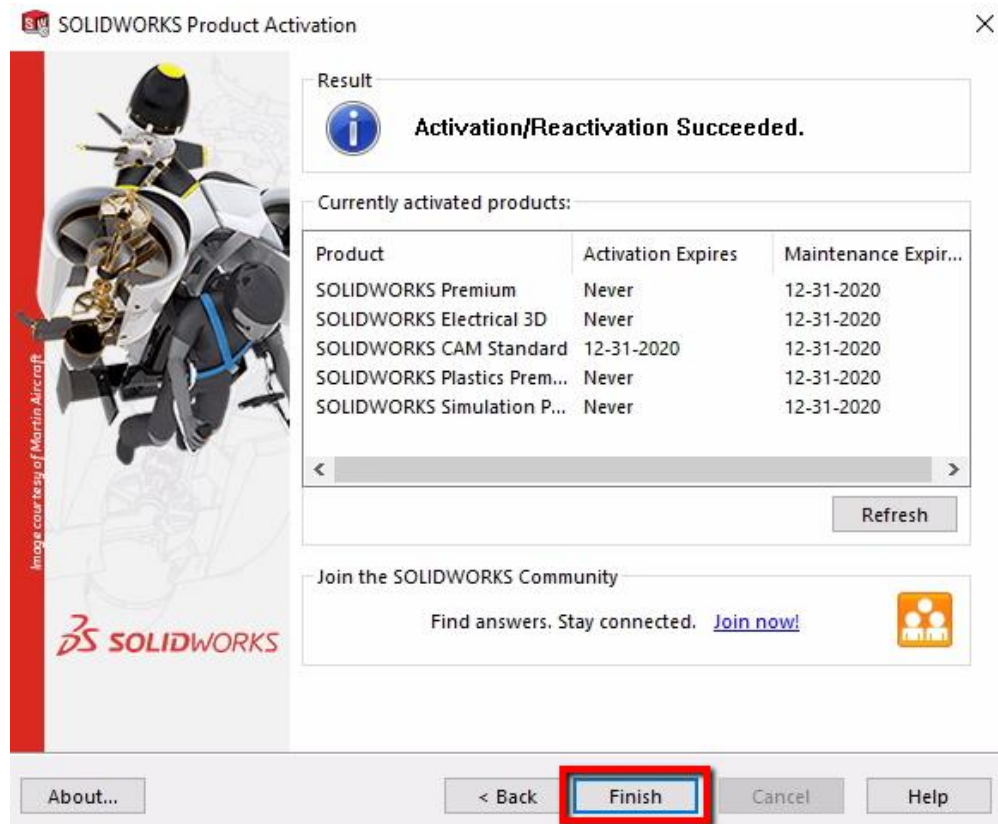 SOLIDWORKS Product Activation
Result
Activation/Reactivation Succeeded.
Currently activated products:
Product Activation Expires Maintenance Expir...
SOLIDWORKS Premium Never 12-31-2020
SOLIDWORKS Electrical 3D Never 12-31-2020
SOLIDWORKS CAM Standard 12-31-2020 12-31-2020
SOLIDWORKS Plastics Prem... Never 12-31-2020
SOLIDWORKS Simulation P... Never 12-31-2020
Refresh
Join the SOLIDWORKS Community
Find answers. Stay connected. Join now!
Image courtesy of Martin Aircraft
SOLIDWORKS
About... < Back Finish Cancel Help